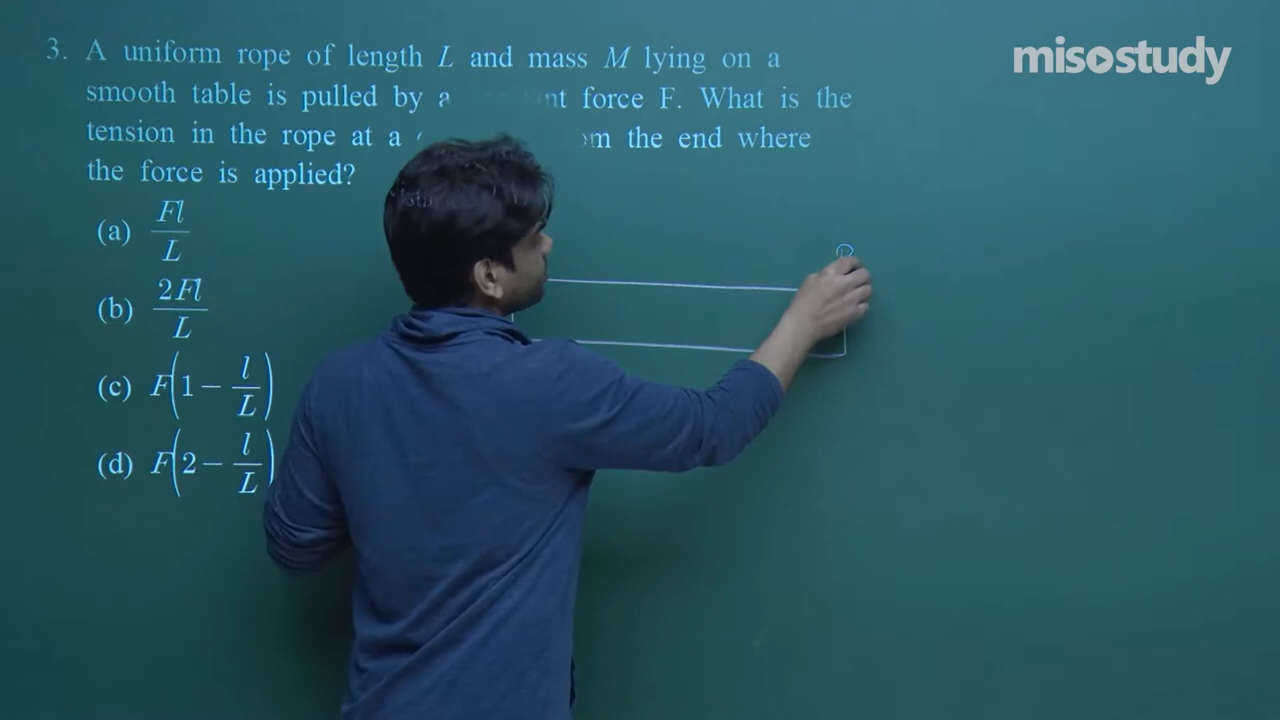 misostudy
3. A uniform rope of length L and mass M lying on a
smooth table is pulled by a nt force F. What is the
tension in the rope at a the end where
the force is applied?
(a) Fl/L
(b) 2Fl/L
(c) F(1 - l/L)
(d) F(2 - l/L)